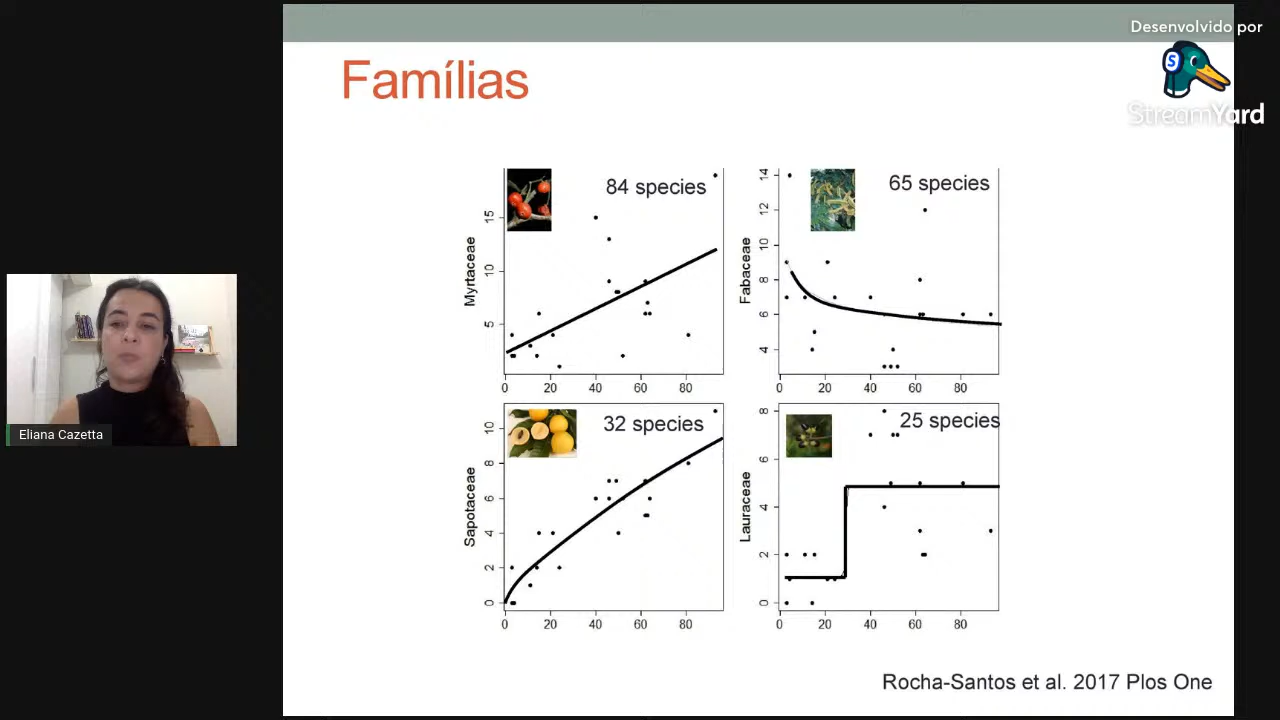 Desenvolvido por
StreamYard
Famílias
84 species
Myrtaceae
5
10
15
0 20 40 60 80
65 species
Fabaceae
4
6
8
10
12
14
0 20 40 60 80
32 species
Sapotaceae
0
2
4
6
8
10
0 20 40 60 80
25 species
Lauraceae
0
2
4
6
8
0 20 40 60 80
Eliana Cazetta
Rocha-Santos et al. 2017 Plos One